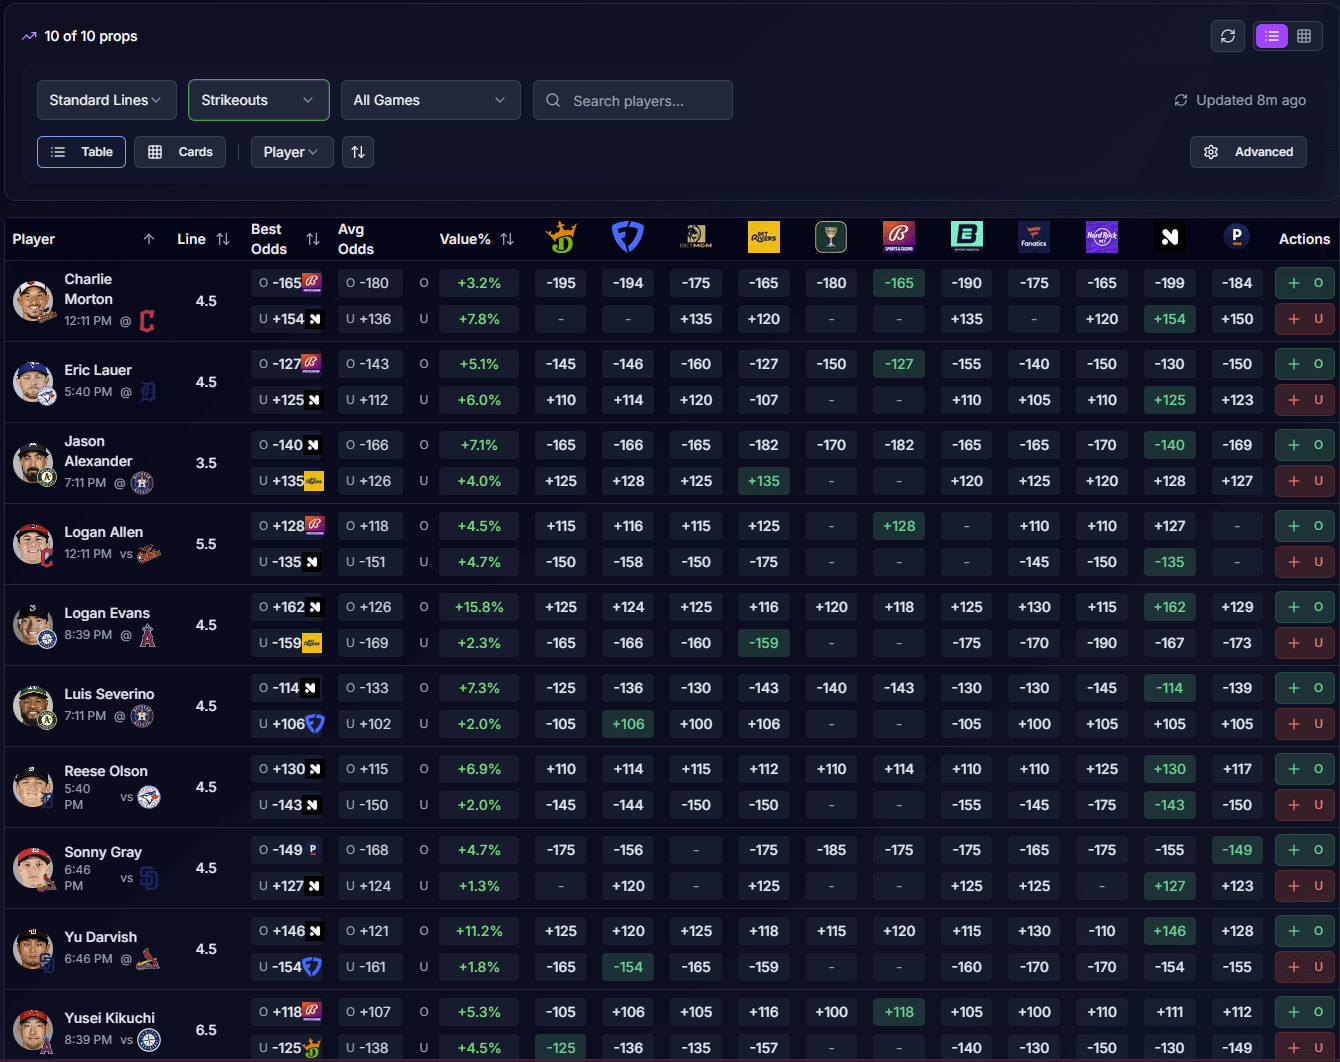 10 of 10 props
Standard Lines
Strikeouts
All Games
Search players...
Updated 8m ago
Table
Cards
Player
Advanced
Player Line Best Odds Avg Odds Value% BETMGM BET RIVERS B SPORTS & CASINO B Fanatics Hard Rock BET N P Actions
Charlie Morton
12:11 PM @
4.5
O -165 O -180 O +3.2% -195 -194 -175 -165 -180 -165 -190 -175 -165 -199 -184 + O
U +154 U +136 U +7.8% - - +135 +120 - - +135 - +120 +154 +150 + U
Eric Lauer
5:40 PM @
4.5
O -127 O -143 O +5.1% -145 -146 -160 -127 -150 -127 -155 -140 -150 -130 -150 + O
U +125 U +112 U +6.0% +110 +114 +120 -107 - - +110 +105 +110 +125 +123 + U
Jason Alexander
7:11 PM @
3.5
O -140 O -166 O +7.1% -165 -166 -165 -182 -170 -182 -165 -165 -170 -140 -169 + O
U +135 U +126 U +4.0% +125 +128 +125 +135 - - +120 +125 +120 +128 +127 + U
Logan Allen
12:11 PM vs
5.5
O +128 O +118 O +4.5% +115 +116 +115 +125 - +128 - +110 +110 +127 - + O
U -135 U -151 U +4.7% -150 -158 -150 -175 - - - -145 -150 -135 - + U
Logan Evans
8:39 PM @
4.5
O +162 O +126 O +15.8% +125 +124 +125 +116 +120 +118 +125 +130 +115 +162 +129 + O
U -159 U -169 U +2.3% -165 -166 -160 -159 - - -175 -170 -190 -167 -173 + U
Luis Severino
7:11 PM @
4.5
O -114 O -133 O +7.3% -125 -136 -130 -143 -140 -143 -130 -130 -145 -114 -139 + O
U +106 U +102 U +2.0% -105 +106 +100 +106 - - -105 +100 +105 +105 +105 + U
Reese Olson
5:40 PM vs
4.5
O +130 O +115 O +6.9% +110 +114 +115 +112 +110 +114 +110 +110 +125 +130 +117 + O
U -143 U -150 U +2.0% -145 -144 -150 -150 - - -155 -145 -175 -143 -150 + U
Sonny Gray
6:46 PM vs
4.5
O -149 O -168 O +4.7% -175 -156 - -175 -185 -175 -175 -165 -175 -155 -149 + O
U +127 U +124 U +1.3% - +120 - +125 - - +125 +125 - +127 +123 + U
Yu Darvish
6:46 PM @
4.5
O +146 O +121 O +11.2% +125 +120 +125 +118 +115 +120 +115 +130 -110 +146 +128 + O
U -154 U -161 U +1.8% -165 -154 -165 -159 - - -160 -170 -170 -154 -155 + U
Yusei Kikuchi
8:39 PM vs
6.5
O +118 O +107 O +5.3% -105 +106 +105 +116 +100 +118 +105 +100 +110 +111 +112 + O
U -125 U -138 U +4.5% -125 -136 -135 -157 - - -140 -130 -150 -130 -149 + U